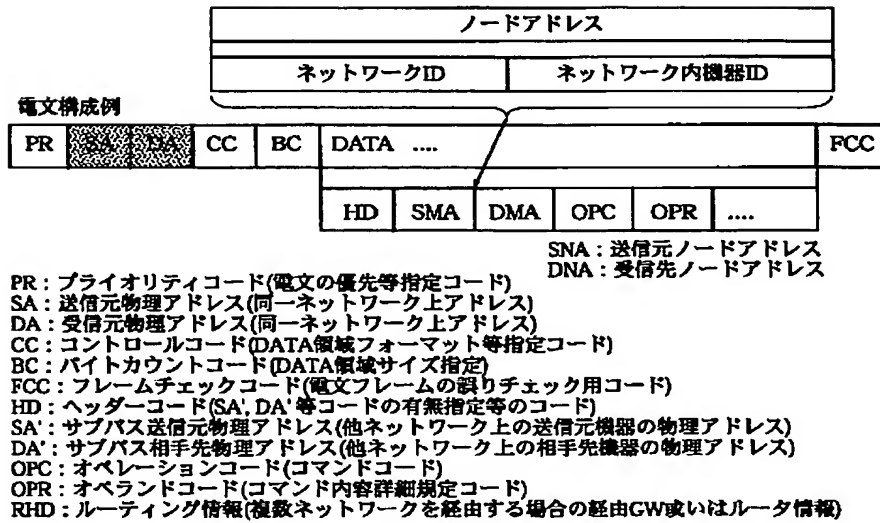 ノードアドレス
ネットワークID ネットワーク内機器ID
電文構成例
PR SA DA CC BC DATA .... FCC
HD SMA DMA OPC OPR ....
SNA : 送信元ノードアドレス
DNA : 受信先ノードアドレス
PR : プライオリティコード(電文の優先等指定コード)
SA : 送信元物理アドレス(同一ネットワーク上アドレス)
DA : 受信元物理アドレス(同一ネットワーク上アドレス)
CC : コントロールコード(DATA領域フォーマット等指定コード)
BC : バイトカウントコード(DATA領域サイズ指定)
FCC : フレームチェックコード(電文フレームの誤りチェック用コード)
HD : ヘッダーコード(SA', DA' 等コードの有無指定等のコード)
SA' : サブバス送信元物理アドレス(他ネットワーク上の送信元機器の物理アドレス)
DA' : サブバス相手先物理アドレス(他ネットワーク上の相手先機器の物理アドレス)
OPC : オペレーションコード(コマンドコード)
OPR : オペランドコード(コマンド内容詳細規定コード)
RHD : ルーティング情報(複数ネットワークを経由する場合の経由GW或いはルータ情報)